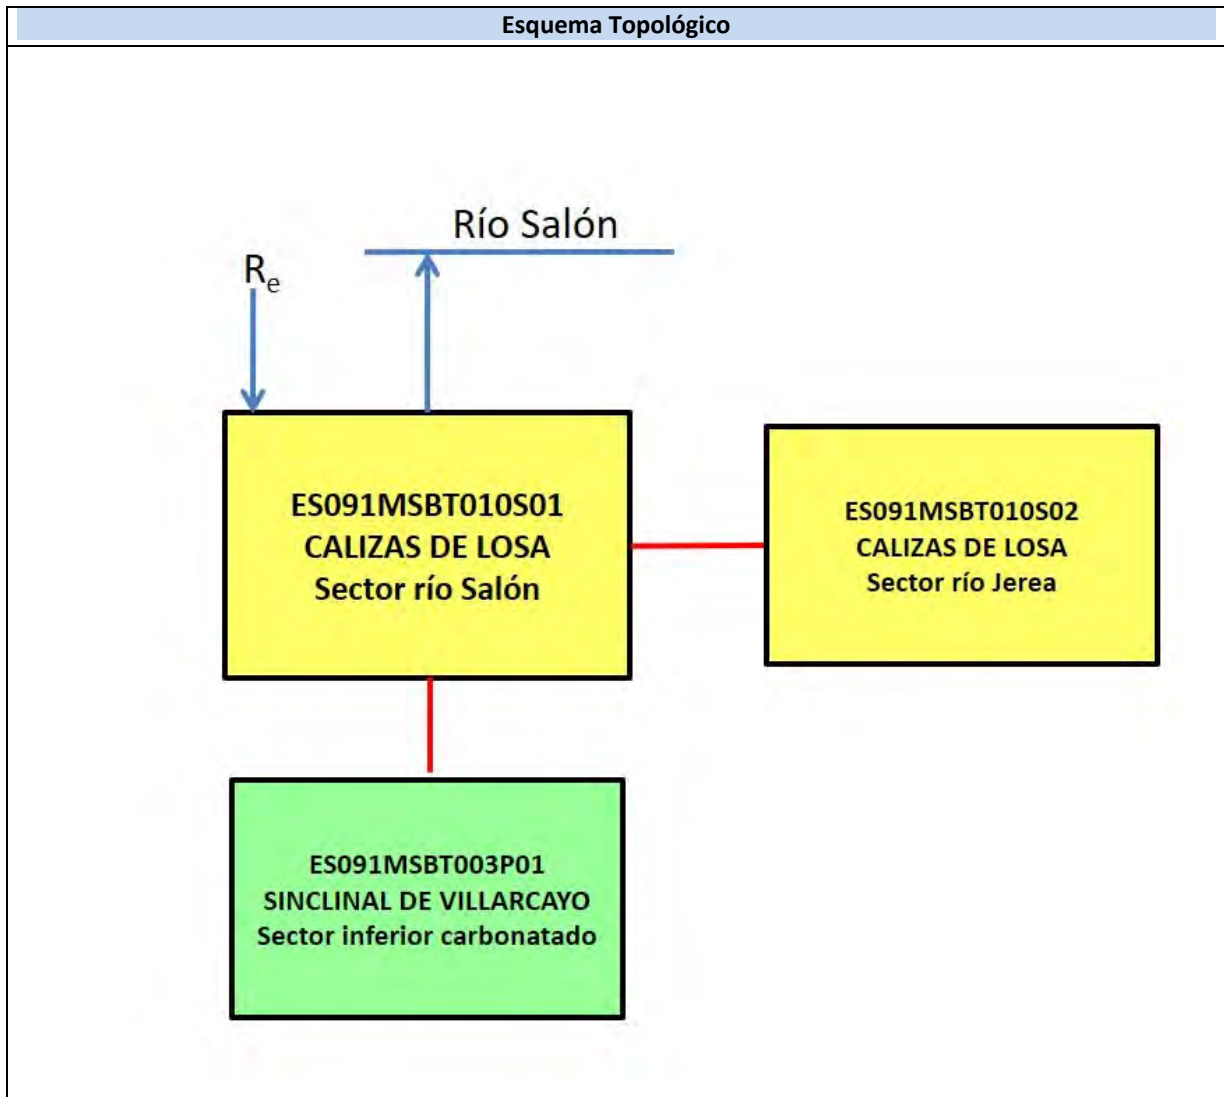 Esquema Topológico
Río Salón
Re
ES091MSBT010S01
CALIZAS DE LOSA
Sector río Salón
ES091MSBT010S02
CALIZAS DE LOSA
Sector río Jerea
ES091MSBT003P01
SINCLINAL DE VILLARCAYO
Sector inferior carbonatado